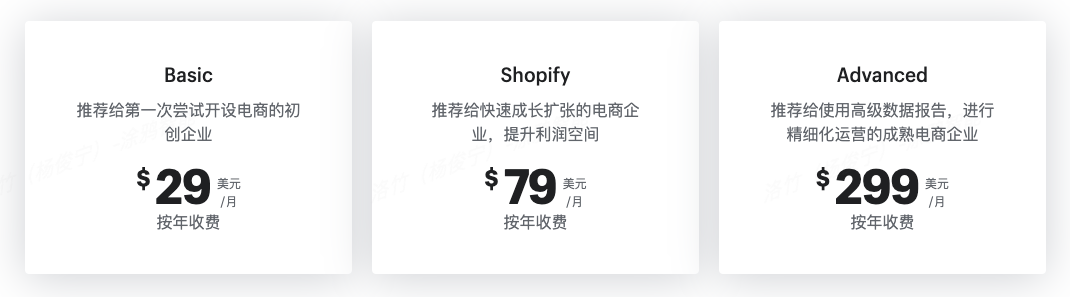 Basic
推荐给第一次尝试开设电商的初
创企业
$29 美元
/月
按年收费
Shopify
推荐给快速成长扩张的电商企
业，提升利润空间
$79 美元
/月
按年收费
Advanced
推荐给使用高级数据报告，进行
精细化运营的成熟电商企业
$299 美元
/月
按年收费